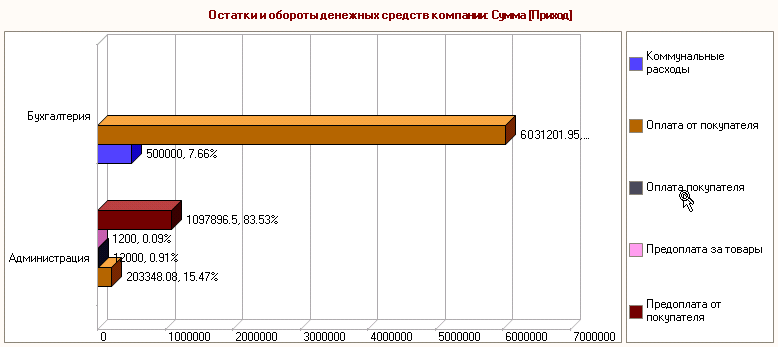 Остатки и обороты денежных средств компании: Сумма [Приход]
Бухгалтерия
6031201.95,...
500000, 7.66%
1097896.5, 83.53%
1200, 0.09%
Администрация
12000, 0.91%
203348.08, 15.47%
0 1000000 2000000 3000000 4000000 5000000 6000000 7000000
Коммунальные
расходы
Оплата от покупателя
Оплата покупателя
Предоплата за товары
Предоплата от
покупателя